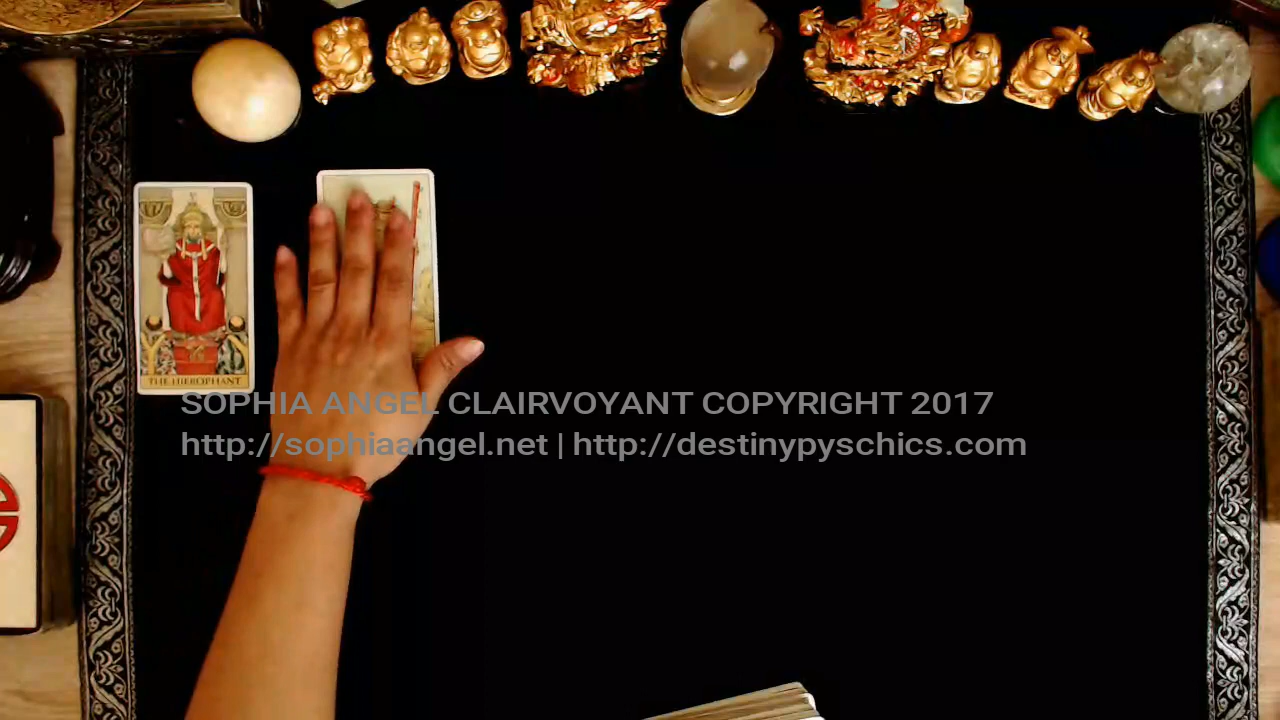 THE HIEROPHANT
SOPHIA ANGEL CLAIRVOYANT COPYRIGHT 2017
http://sophiaangel.net | http://destinypyschics.com